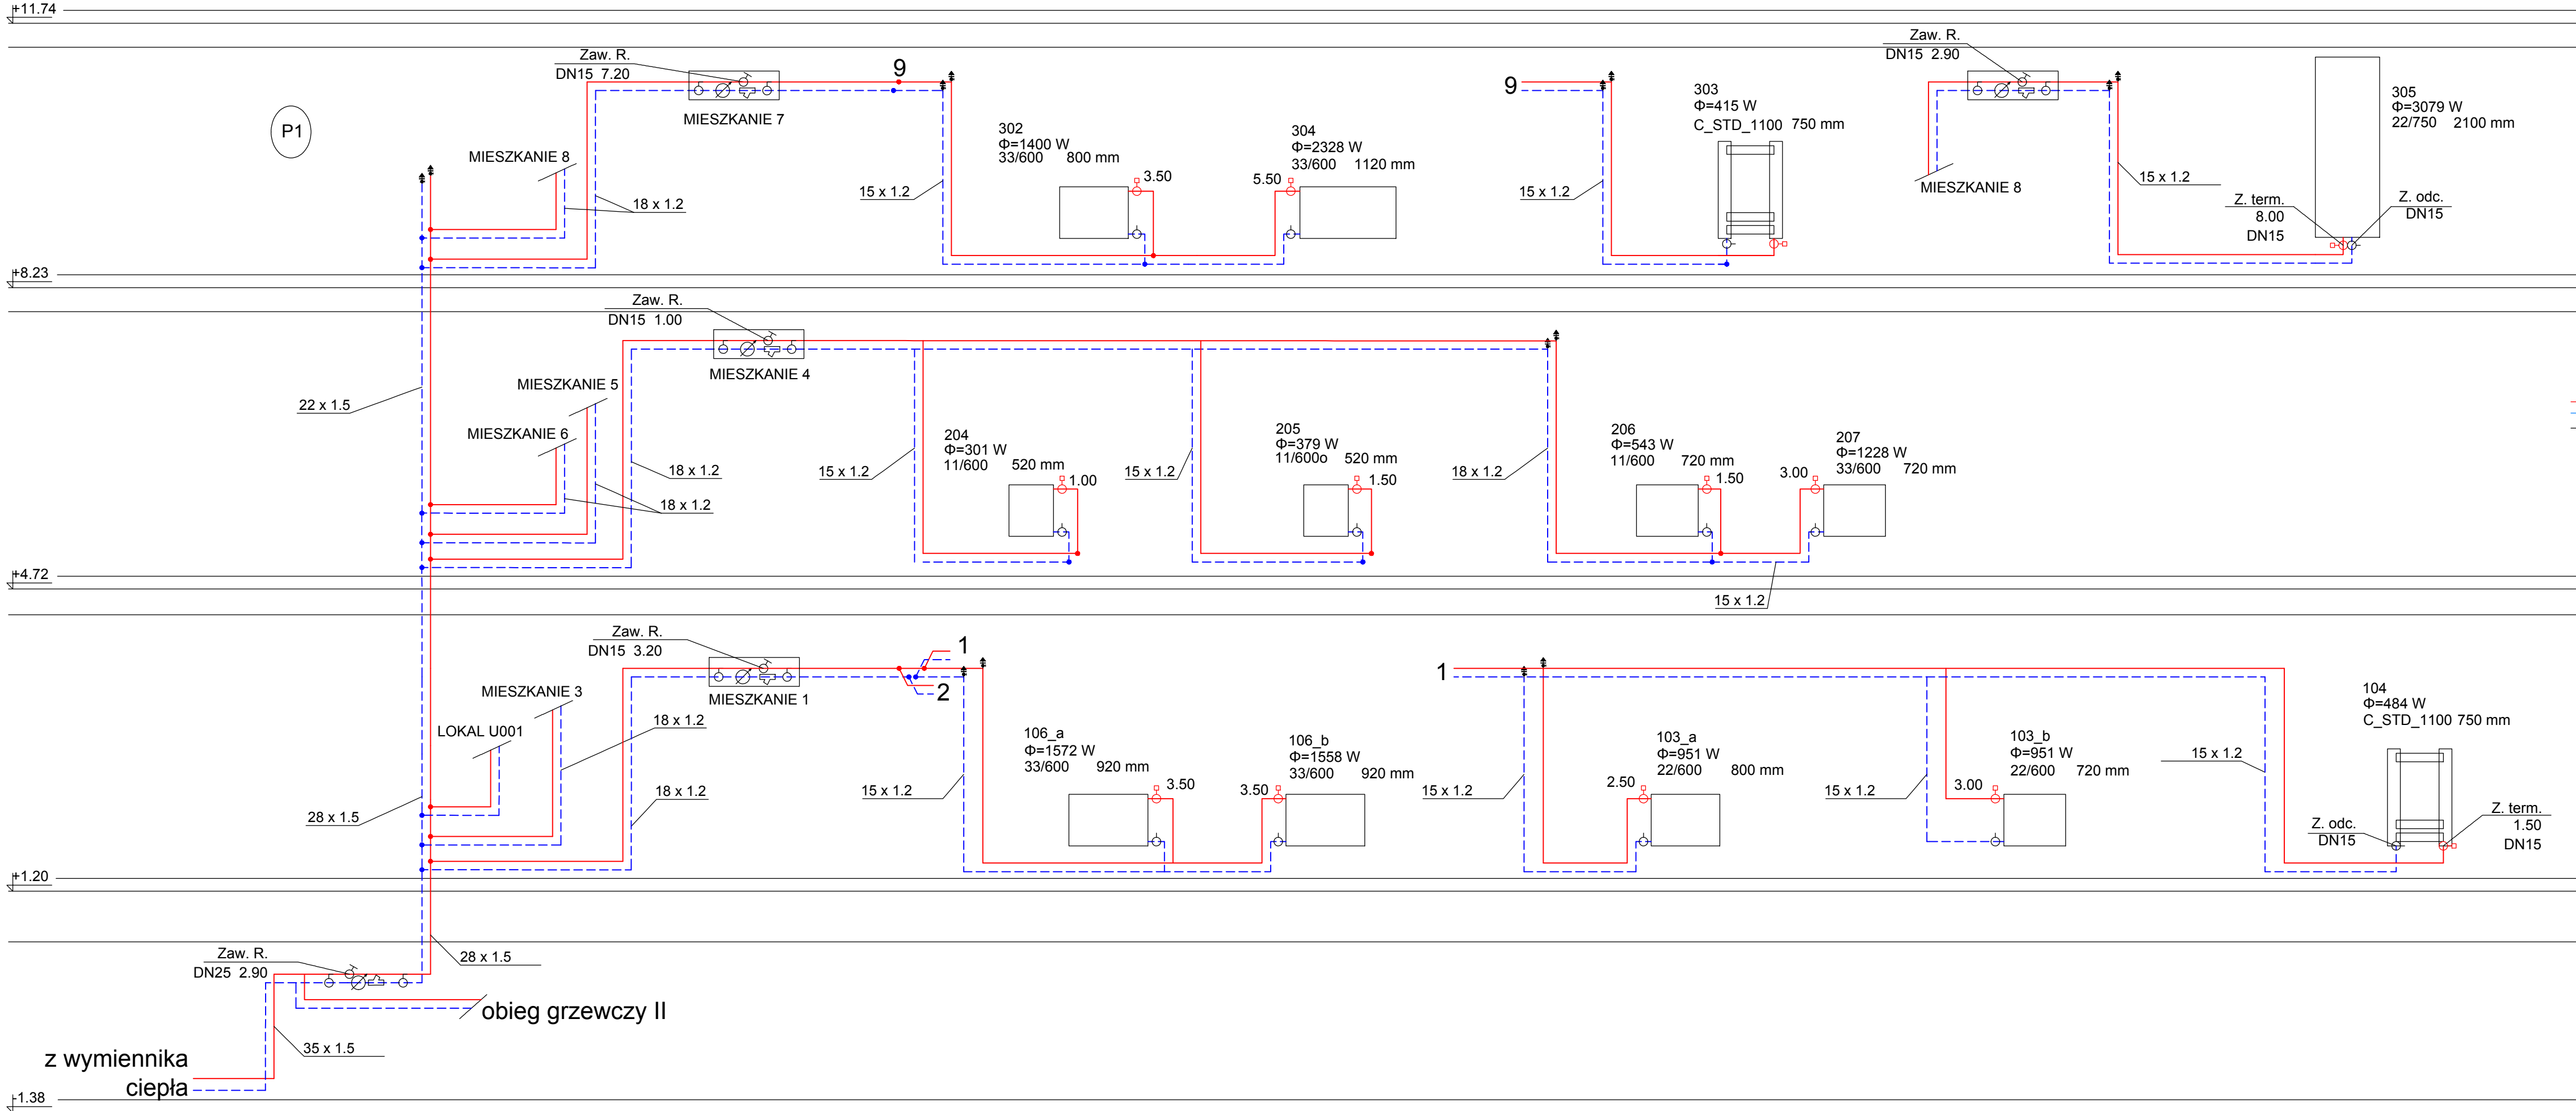 +11.74
Zaw. R.
DN15 7.20
MIESZKANIE 7
9
P1
MIESZKANIE 8
18 x 1.2
15 x 1.2
302
Φ=1400 W
33/600 800 mm
3.50
304
Φ=2328 W
33/600 1120 mm
5.50
9
15 x 1.2
303
Φ=415 W
C_STD_1100 750 mm
Zaw. R.
DN15 2.90
MIESZKANIE 8
15 x 1.2
305
Φ=3079 W
22/750 2100 mm
Z. term.
8.00
DN15
Z. odc.
DN15
+8.23
Zaw. R.
DN15 1.00
MIESZKANIE 4
MIESZKANIE 5
MIESZKANIE 6
22 x 1.5
18 x 1.2
18 x 1.2
15 x 1.2
204
Φ=301 W
11/600 520 mm
1.00
15 x 1.2
205
Φ=379 W
11/600o 520 mm
1.50
18 x 1.2
206
Φ=543 W
11/600 720 mm
1.50
207
Φ=1228 W
33/600 720 mm
3.00
15 x 1.2
+4.72
Zaw. R.
DN15 3.20
MIESZKANIE 1
1
2
MIESZKANIE 3
LOKAL U001
18 x 1.2
18 x 1.2
28 x 1.5
15 x 1.2
106_a
Φ=1572 W
33/600 920 mm
3.50
106_b
Φ=1558 W
33/600 920 mm
3.50
1
15 x 1.2
103_a
Φ=951 W
22/600 800 mm
2.50
15 x 1.2
103_b
Φ=951 W
22/600 720 mm
3.00
15 x 1.2
104
Φ=484 W
C_STD_1100 750 mm
Z. odc.
DN15
Z. term.
1.50
DN15
+1.20
Zaw. R.
DN25 2.90
28 x 1.5
obieg grzewczy II
35 x 1.5
z wymiennika
ciepła
-1.38